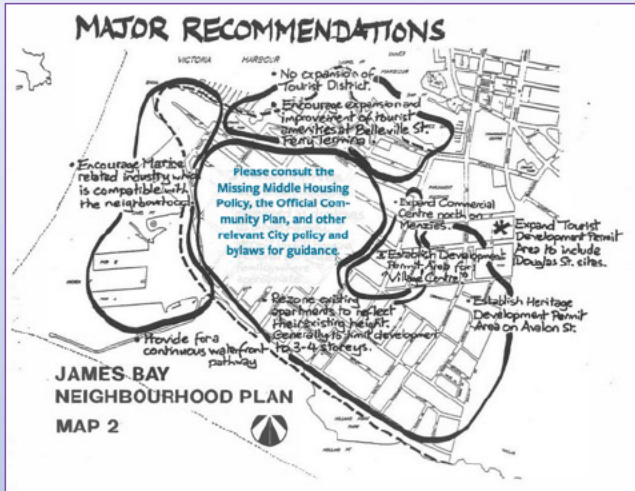 MAJOR RECOMMENDATIONS
VICTORIA HARBOUR
• No expansion of
Tourist District.
• Encourage expansion and
improvement of tourist
amenities at Belleville St.
Ferry Terminal.
• Encourage Marine
related industry which
is compatible with
the neighbourhood.
Please consult the
Missing Middle Housing
Policy, the Official Com-
munity Plan, and other
relevant City policy and
bylaws for guidance.
• Expand Commercial
Centre north on
Menzies.
* Expand Tourist
Development Permit
Area to include
Douglas St. sites.
• Establish Development
Permit Area for
"Village Centre"
• Establish Heritage
Development Permit
Area on Avalon St.
• Rezone existing
apartments to reflect
their existing height.
Generally to limit development
to 3-4 storeys.
• Provide for a
continuous waterfront
pathway
JAMES BAY
NEIGHBOURHOOD PLAN
MAP 2